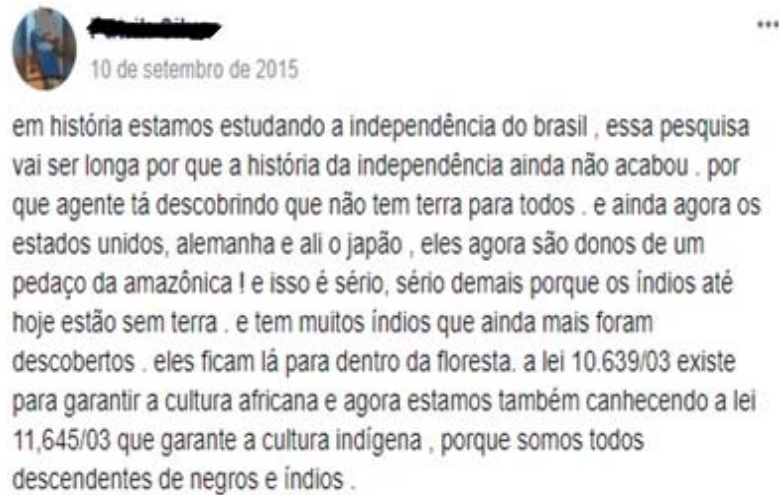 10 de setembro de 2015
em história estamos estudando a independência do brasil , essa pesquisa
vai ser longa por que a história da independência ainda não acabou . por
que agente tá descobrindo que não tem terra para todos . e ainda agora os
estados unidos, alemanha e ali o japão , eles agora são donos de um
pedaço da amazônica ! e isso é sério, sério demais porque os índios até
hoje estão sem terra . e tem muitos índios que ainda mais foram
descobertos . eles ficam lá para dentro da floresta. a lei 10.639/03 existe
para garantir a cultura africana e agora estamos também canhecendo a lei
11,645/03 que garante a cultura indígena , porque somos todos
descendentes de negros e índios .